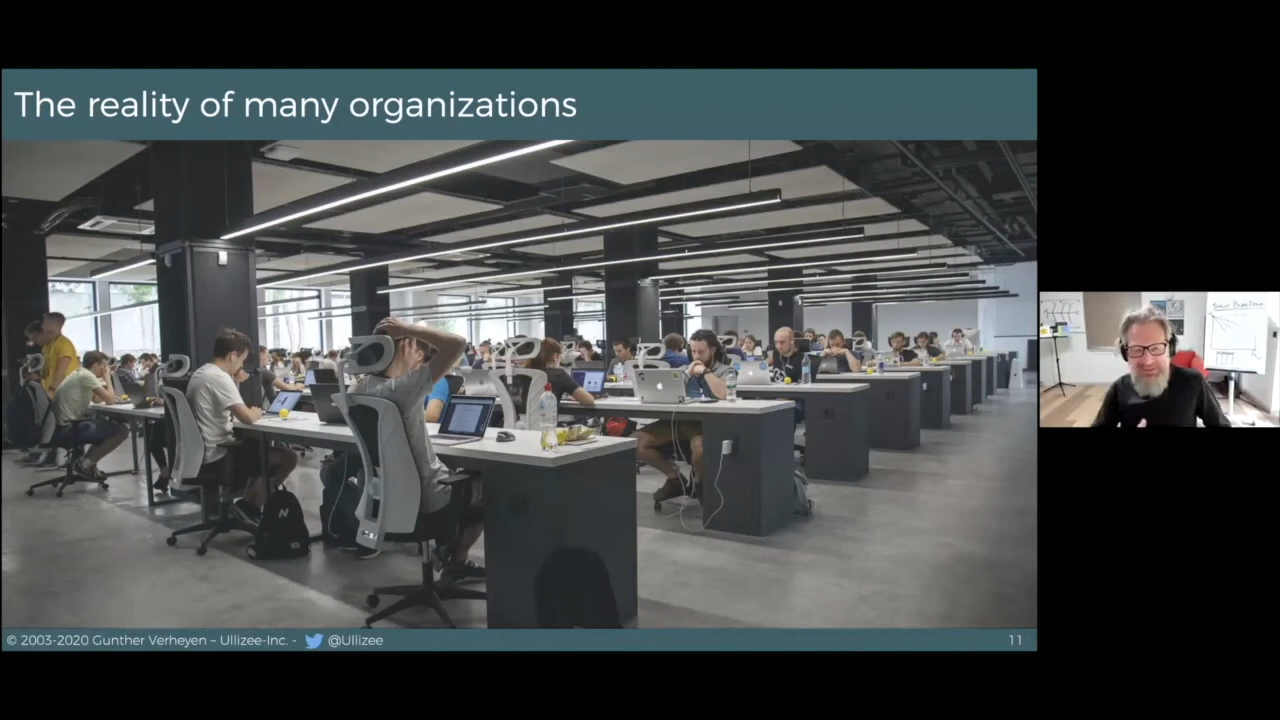 The reality of many organizations
© 2003-2020 Gunther Verheyen – Ullizee-Inc. - @Ullizee
11